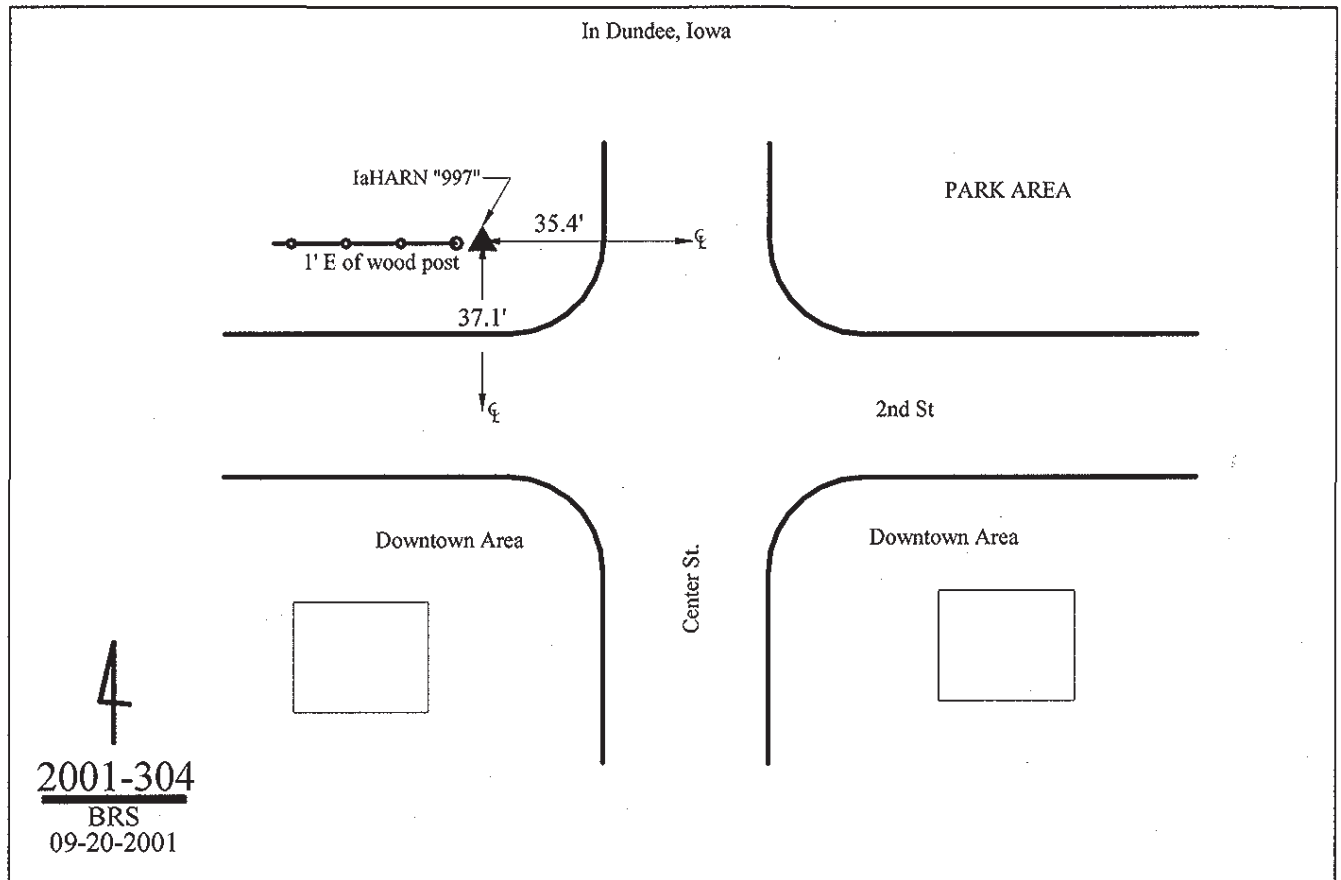 In Dundee, Iowa
IaHARN "997"
PARK AREA
35.4'
℄
1' E of wood post
37.1'
℄
2nd St
Downtown Area
Downtown Area
Center St.
2001-304
BRS
09-20-2001